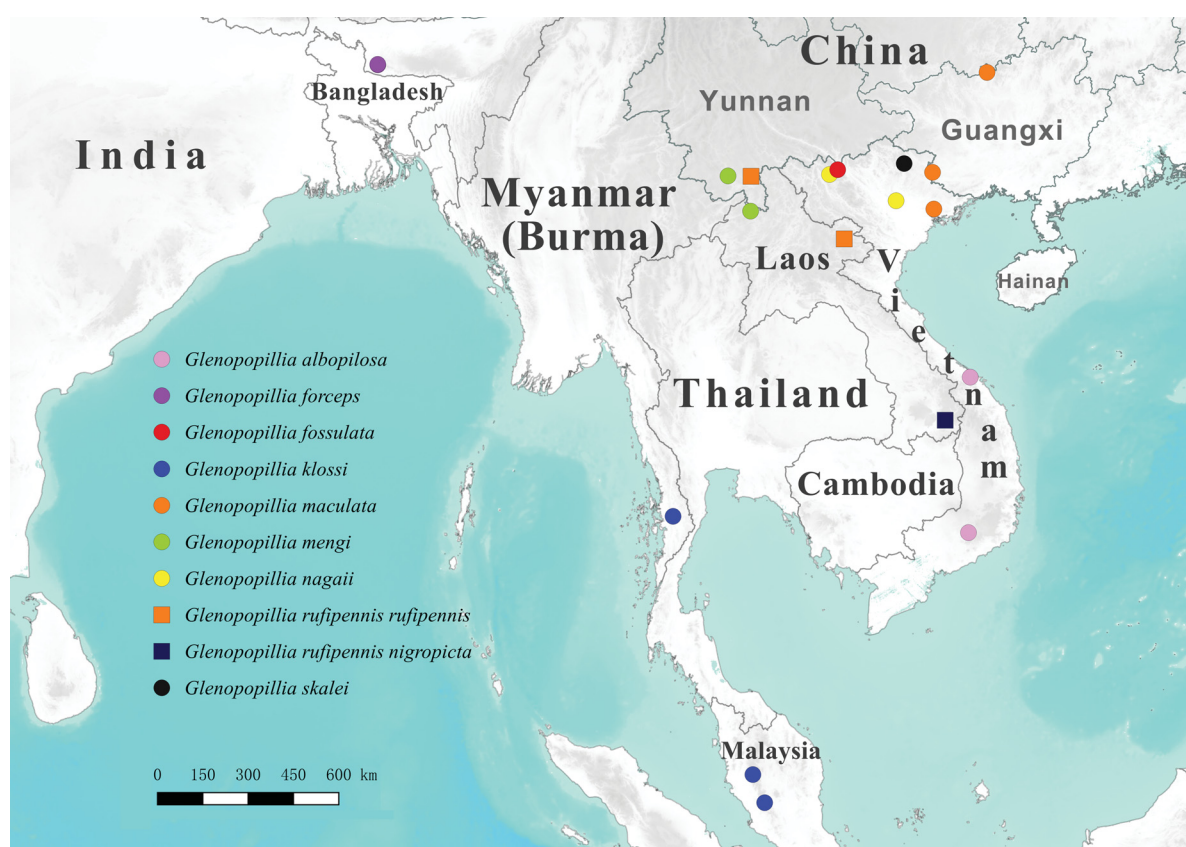 China
Bangladesh
Yunnan
Guangxi
India
Myanmar
(Burma)
Laos
Vietnam
Hainan
Thailand
Cambodia
Glenopopillia albopilosa
Glenopopillia forceps
Glenopopillia fossulata
Glenopopillia klossi
Glenopopillia maculata
Glenopopillia mengi
Glenopopillia nagaii
Glenopopillia rufipennis rufipennis
Glenopopillia rufipennis nigropicta
Glenopopillia skalei
Malaysia
0 150 300 450 600 km